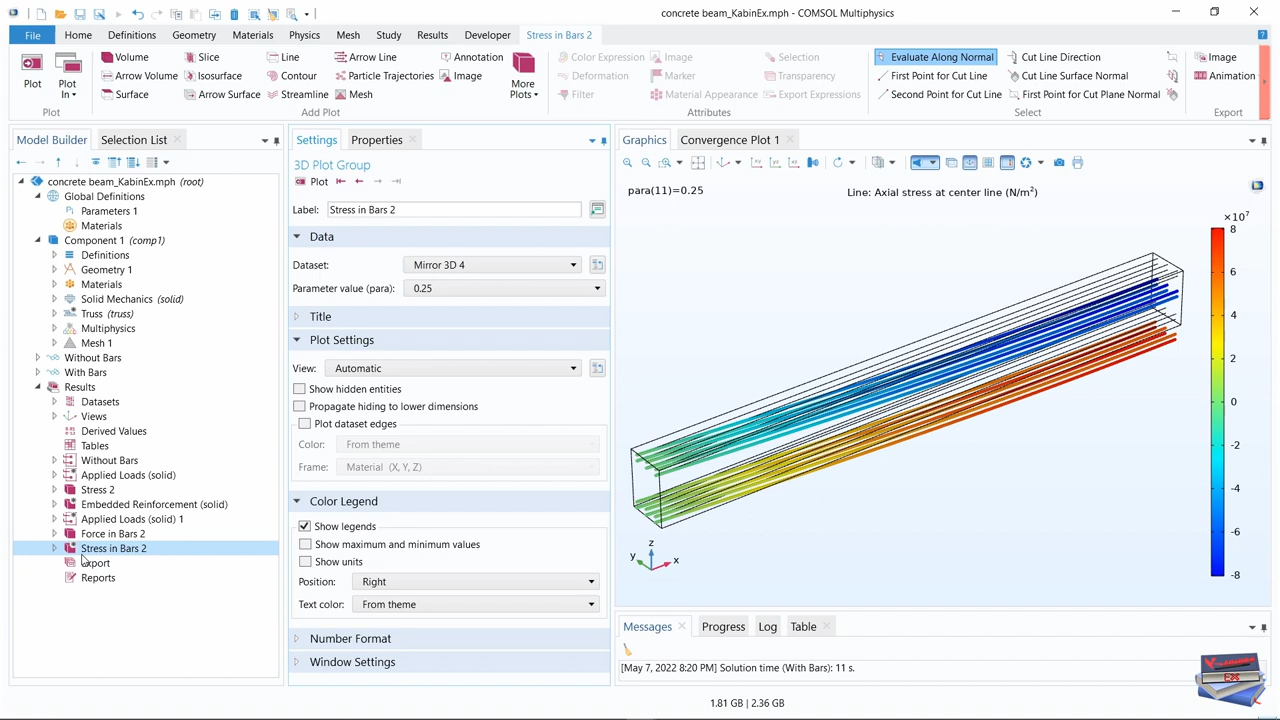 concrete beam_KabinEx.mph - COMSOL Multiphysics
File Home Definitions Geometry Materials Physics Mesh Study Results Developer Stress in Bars 2
Plot
Plot In
Volume
Arrow Volume
Surface
Slice
Isosurface
Arrow Surface
Line
Contour
Streamline
Arrow Line
Particle Trajectories
Mesh
Annotation
Image
More Plots
Color Expression
Deformation
Filter
Image
Marker
Material Appearance
Selection
Transparency
Export Expressions
Evaluate Along Normal
First Point for Cut Line
Second Point for Cut Line
Cut Line Direction
Cut Line Surface Normal
First Point for Cut Plane Normal
Image
Animation
Plot Add Plot Attributes Select Export
Model Builder Selection List
concrete beam_KabinEx.mph (root)
Global Definitions
Parameters 1
Materials
Component 1 (comp1)
Definitions
Geometry 1
Materials
Solid Mechanics (solid)
Truss (truss)
Multiphysics
Mesh 1
Without Bars
With Bars
Results
Datasets
Views
Derived Values
Tables
Without Bars
Applied Loads (solid)
Stress 2
Embedded Reinforcement (solid)
Applied Loads (solid) 1
Force in Bars 2
Stress in Bars 2
Export
Reports
Settings Properties
3D Plot Group
Plot
Label: Stress in Bars 2
Data
Dataset: Mirror 3D 4
Parameter value (para): 0.25
Title
Plot Settings
View: Automatic
Show hidden entities
Propagate hiding to lower dimensions
Plot dataset edges
Color: From theme
Frame: Material (X, Y, Z)
Color Legend
Show legends
Show maximum and minimum values
Show units
Position: Right
Text color: From theme
Number Format
Window Settings
Graphics Convergence Plot 1
para(11)=0.25
Line: Axial stress at center line (N/m²)
×10⁷
8
6
4
2
0
-2
-4
-6
-8
y z x
Messages Progress Log Table
[May 7, 2022 8:20 PM] Solution time (With Bars): 11 s.
1.81 GB | 2.36 GB